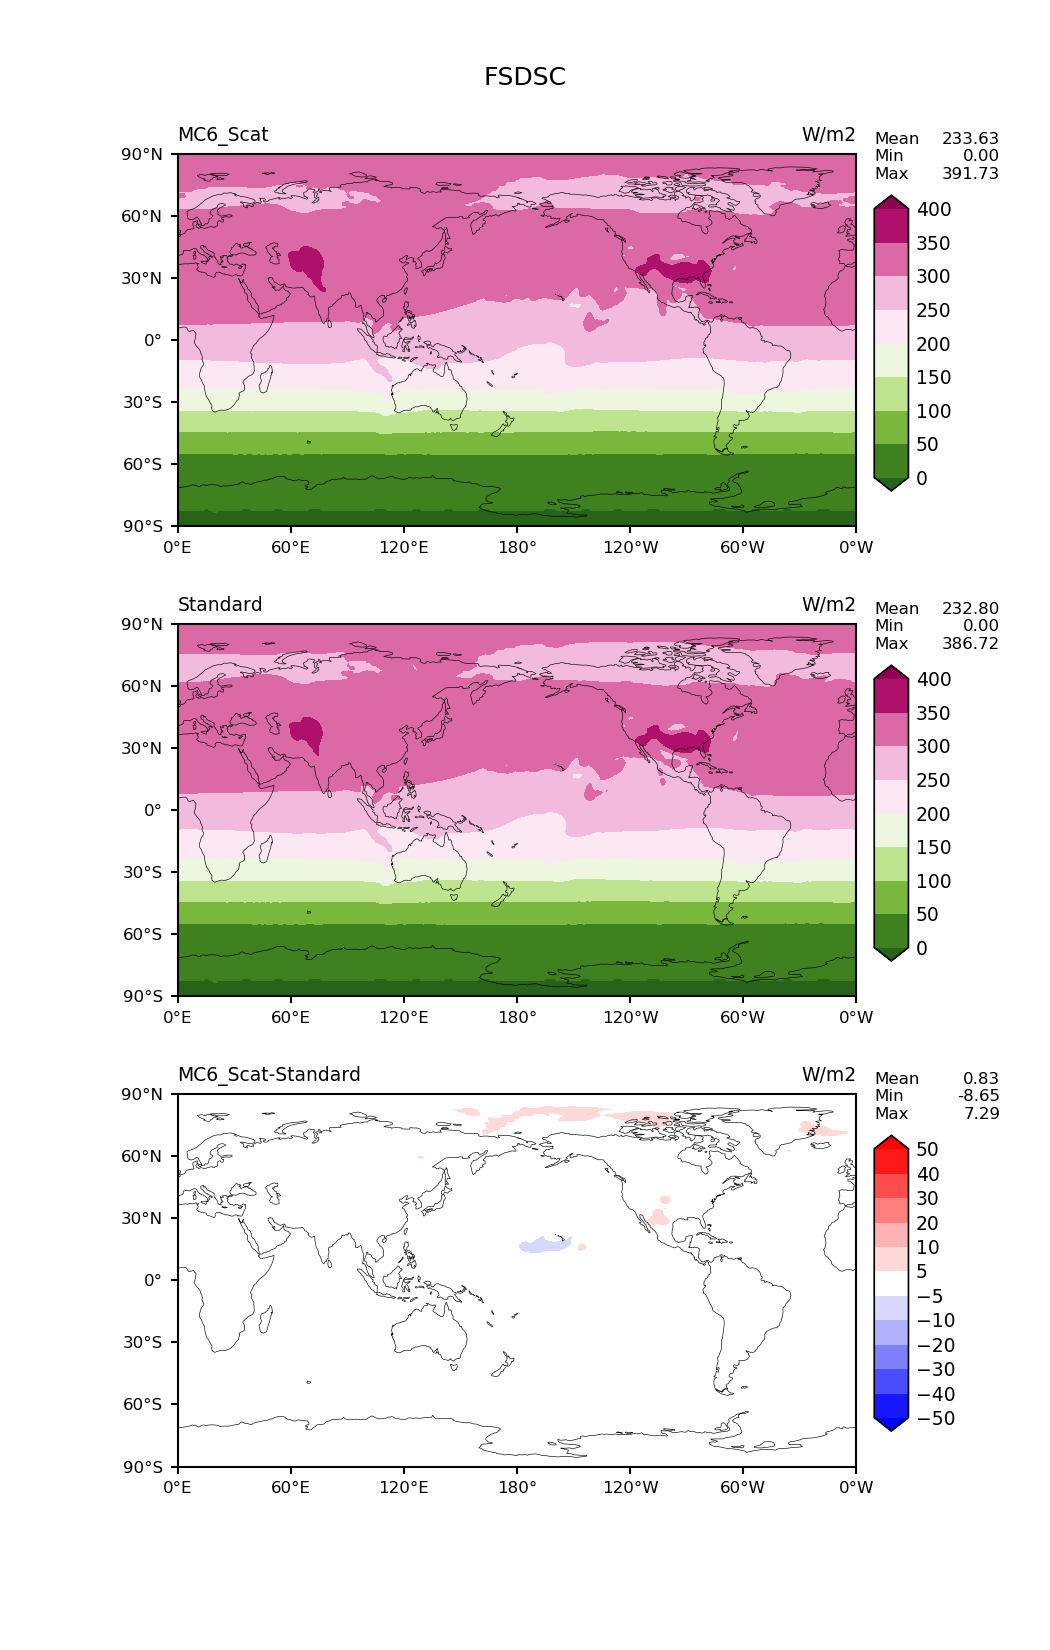 FSDSC
MC6_Scat W/m2
Mean 233.63
Min 0.00
Max 391.73
90°N
60°N
30°N
0°
30°S
60°S
90°S
0°E 60°E 120°E 180° 120°W 60°W 0°W
400
350
300
250
200
150
100
50
0
Standard W/m2
Mean 232.80
Min 0.00
Max 386.72
90°N
60°N
30°N
0°
30°S
60°S
90°S
0°E 60°E 120°E 180° 120°W 60°W 0°W
400
350
300
250
200
150
100
50
0
MC6_Scat-Standard W/m2
Mean 0.83
Min -8.65
Max 7.29
90°N
60°N
30°N
0°
30°S
60°S
90°S
0°E 60°E 120°E 180° 120°W 60°W 0°W
50
40
30
20
10
5
−5
−10
−20
−30
−40
−50